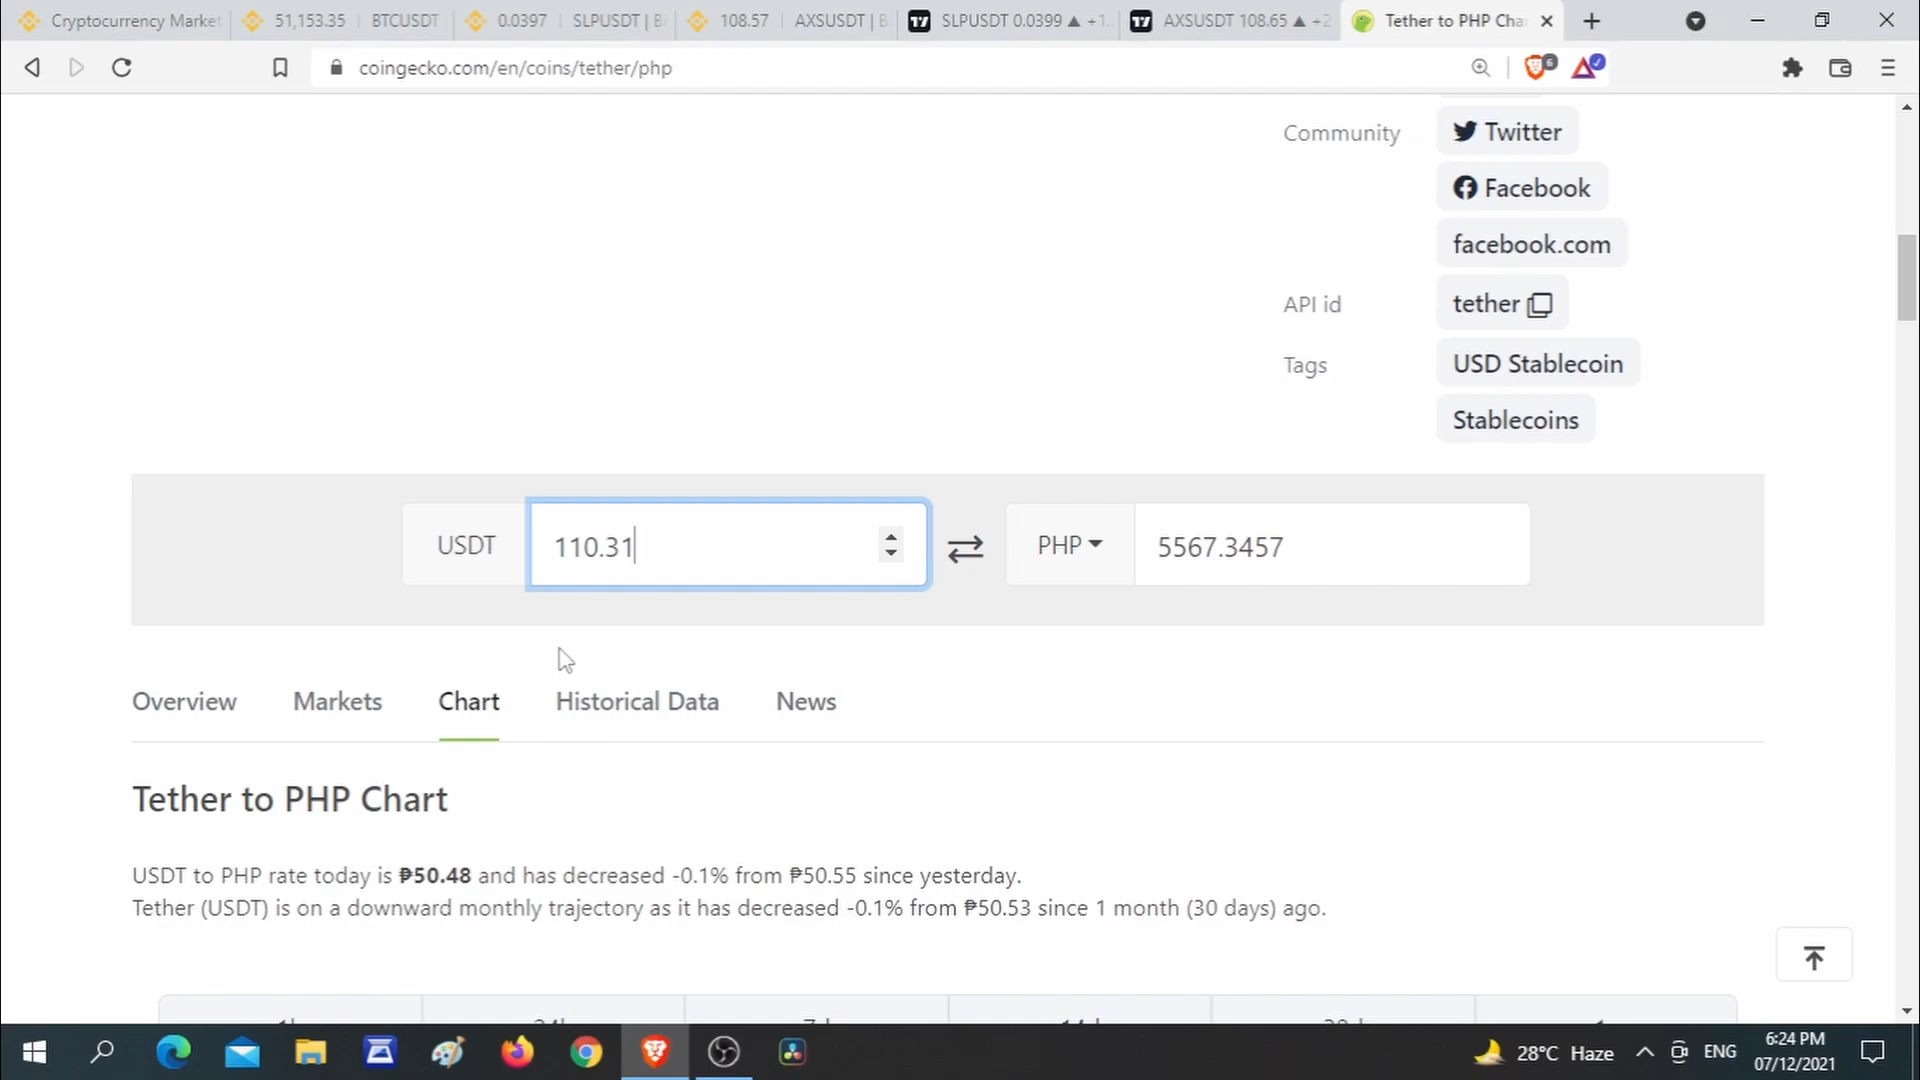 Cryptocurrency Market
51,153.35 BTCUSDT
0.0397 SLPUSDT | Bi
108.57 AXSUSDT | B
SLPUSDT 0.0399 ▲ +1.
AXSUSDT 108.65 ▲ +2
Tether to PHP Cha
coingecko.com/en/coins/tether/php
6
Community
Twitter
Facebook
facebook.com
API id
tether
Tags
USD Stablecoin
Stablecoins
USDT 110.31 PHP 5567.3457
Overview Markets Chart Historical Data News
Tether to PHP Chart
USDT to PHP rate today is ₱50.48 and has decreased -0.1% from ₱50.55 since yesterday.
Tether (USDT) is on a downward monthly trajectory as it has decreased -0.1% from ₱50.53 since 1 month (30 days) ago.
28°C Haze
ENG
6:24 PM
07/12/2021